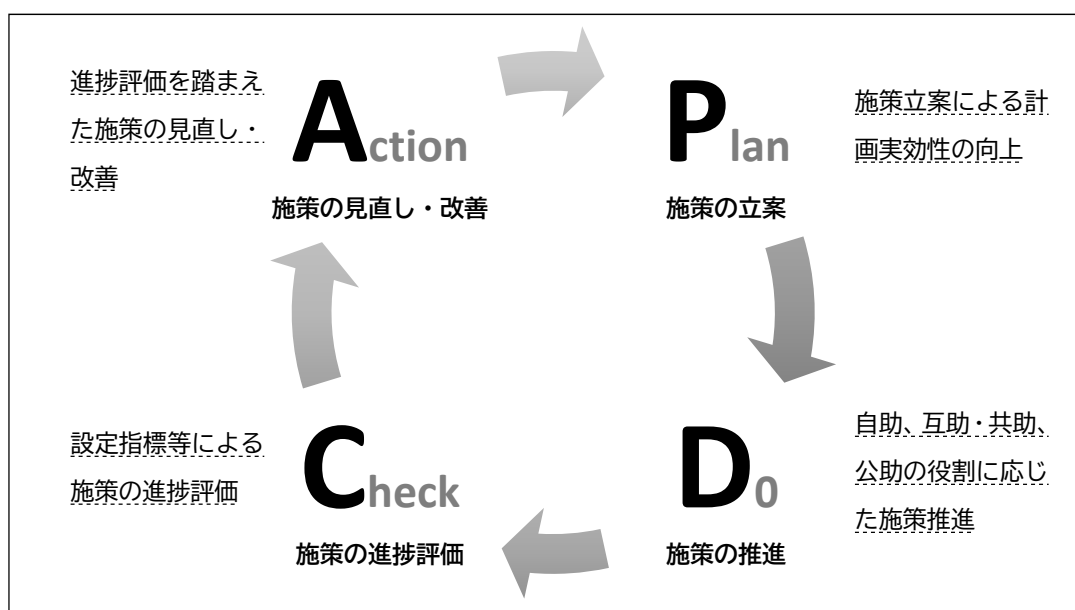 進捗評価を踏まえ
た施策の見直し・
改善
Action
施策の見直し・改善
Plan
施策の立案
施策立案による計
画実効性の向上
設定指標等による
施策の進捗評価
Check
施策の進捗評価
D0
施策の推進
自助、互助・共助、
公助の役割に応じ
た施策推進